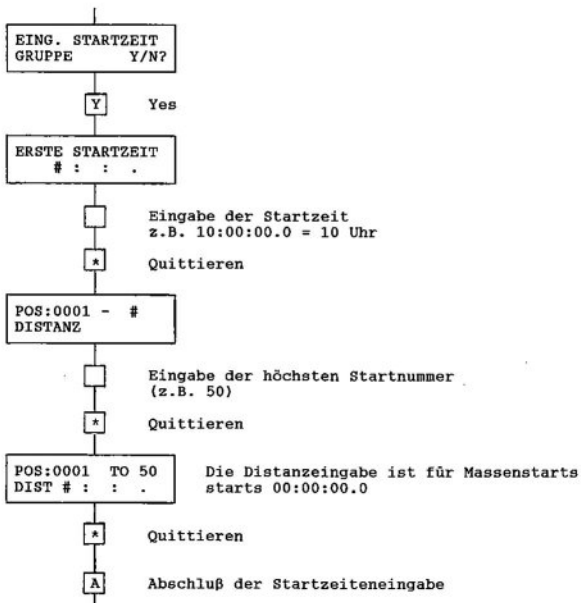 EING. STARTZEIT
GRUPPE Y/N?
Y Yes
ERSTE STARTZEIT
# : : .
Eingabe der Startzeit
z.B. 10:00:00.0 = 10 Uhr
* Quittieren
POS:0001 - #
DISTANZ
Eingabe der höchsten Startnummer
(z.B. 50)
* Quittieren
POS:0001 TO 50 Die Distanzeingabe ist für Massenstarts
DIST # : : . starts 00:00:00.0
* Quittieren
A Abschluß der Startzeiteneingabe